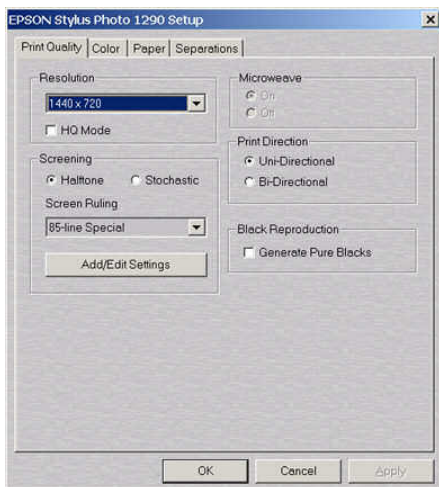 EPSON Stylus Photo 1290 Setup
Print Quality Color Paper Separations
Resolution
1440 x 720
HQ Mode
Screening
Halftone Stochastic
Screen Ruling
85-line Special
Add/Edit Settings
Microweave
On
Off
Print Direction
Uni-Directional
Bi-Directional
Black Reproduction
Generate Pure Blacks
OK Cancel Apply